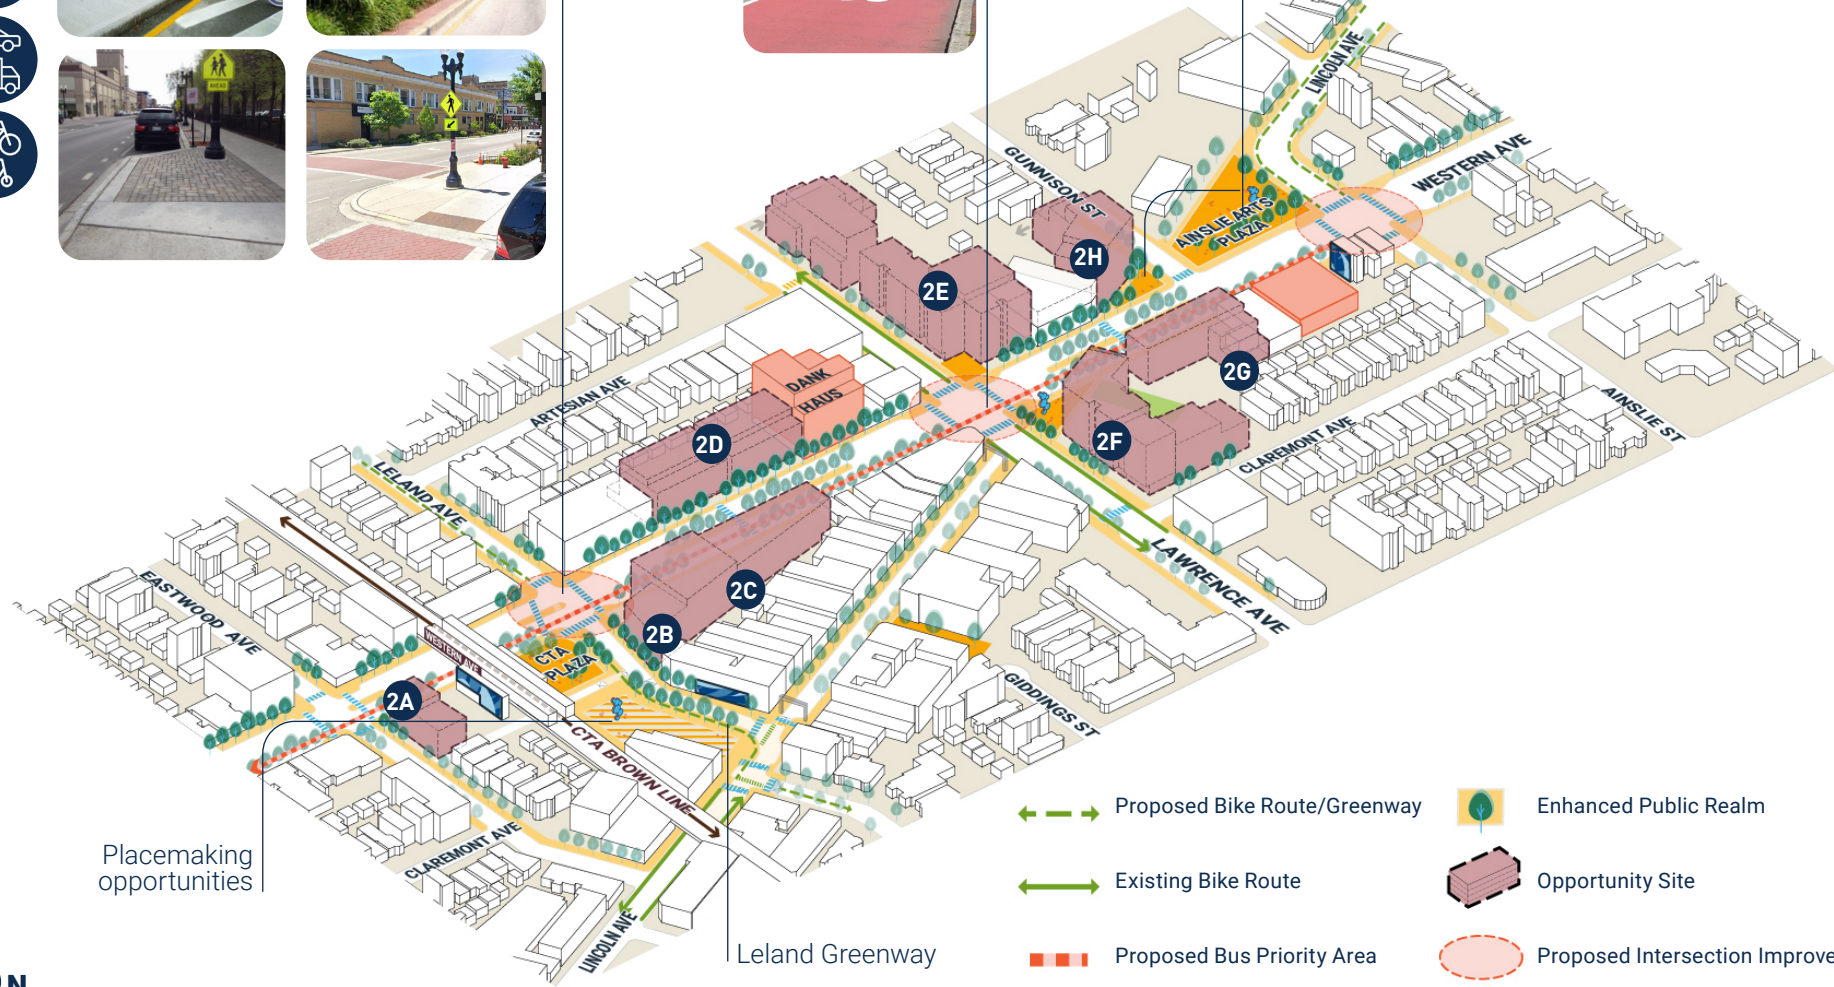 AHEAD
LINCOLN AVE
WESTERN AVE
GUNNISON ST
AINSLIE ARTS
PLAZA
2H
2E
2G
DANK
HAUS
ARTESIAN AVE
2D
2F
AINSLIE ST
CLAREMONT AVE
LELAND AVE
LAWRENCE AVE
2C
2B
EASTWOOD AVE
WESTERN AVE
CTA
PLAZA
2A
GIDDINGS ST
CTA BROWN LINE
CLAREMONT AVE
LINCOLN AVE
Placemaking
opportunities
Leland Greenway
Proposed Bike Route/Greenway
Enhanced Public Realm
Existing Bike Route
Opportunity Site
Proposed Bus Priority Area
Proposed Intersection Improve